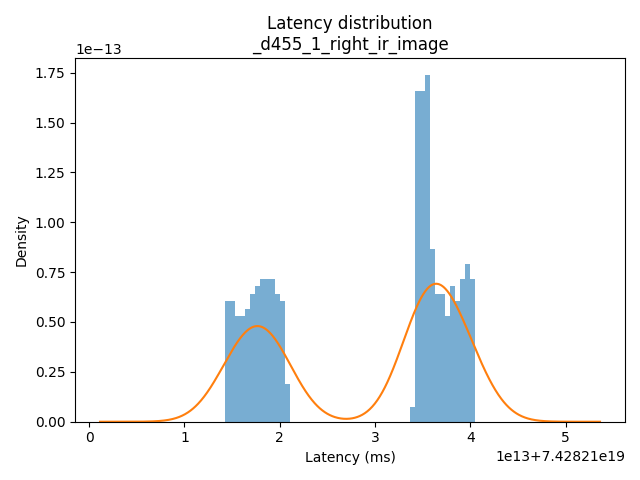 Latency distribution
_d455_1_right_ir_image
1e−13
1.75
1.50
1.25
1.00
0.75
0.50
0.25
0.00
Density
0 1 2 3 4 5
Latency (ms)
1e13+7.42821e19